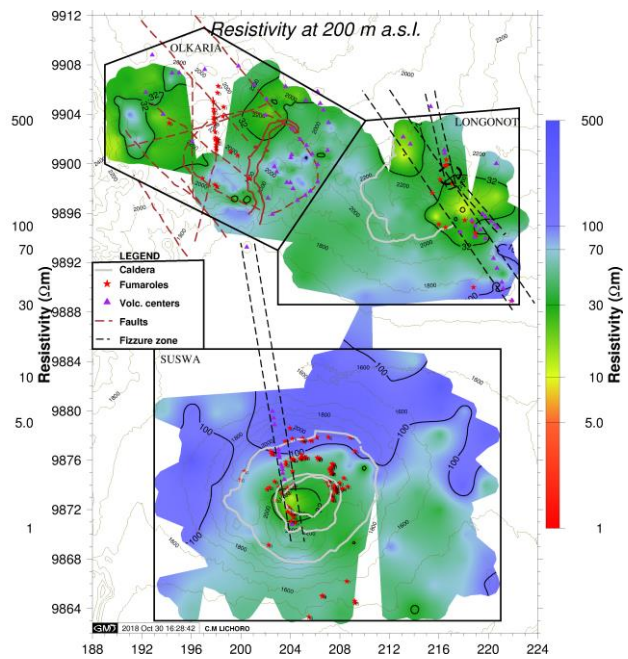 Resistivity at 200 m a.s.l.
9912
9908
9904
9900
9896
9892
9888
9884
9880
9876
9872
9868
9864
188 192 196 200 204 208 212 216 220 224
OLKARIA
LONGONOT
SUSWA
LEGEND
Caldera
Fumaroles
Volc. centers
Faults
Fizzure zone
Resistivity (Ωm)
500
100
70
30
10
5.0
1
Resistivity (Ωm)
500
100
70
30
10
5.0
1
GMT 2018 Oct 30 16:28:42 C.M LICHORO